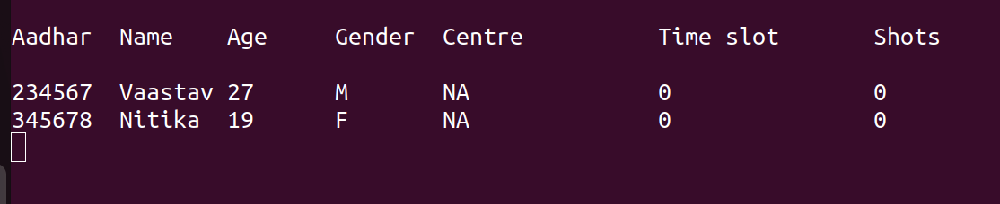 Aadhar Name Age Gender Centre Time slot Shots
234567 Vaastav 27 M NA 0 0
345678 Nitika 19 F NA 0 0